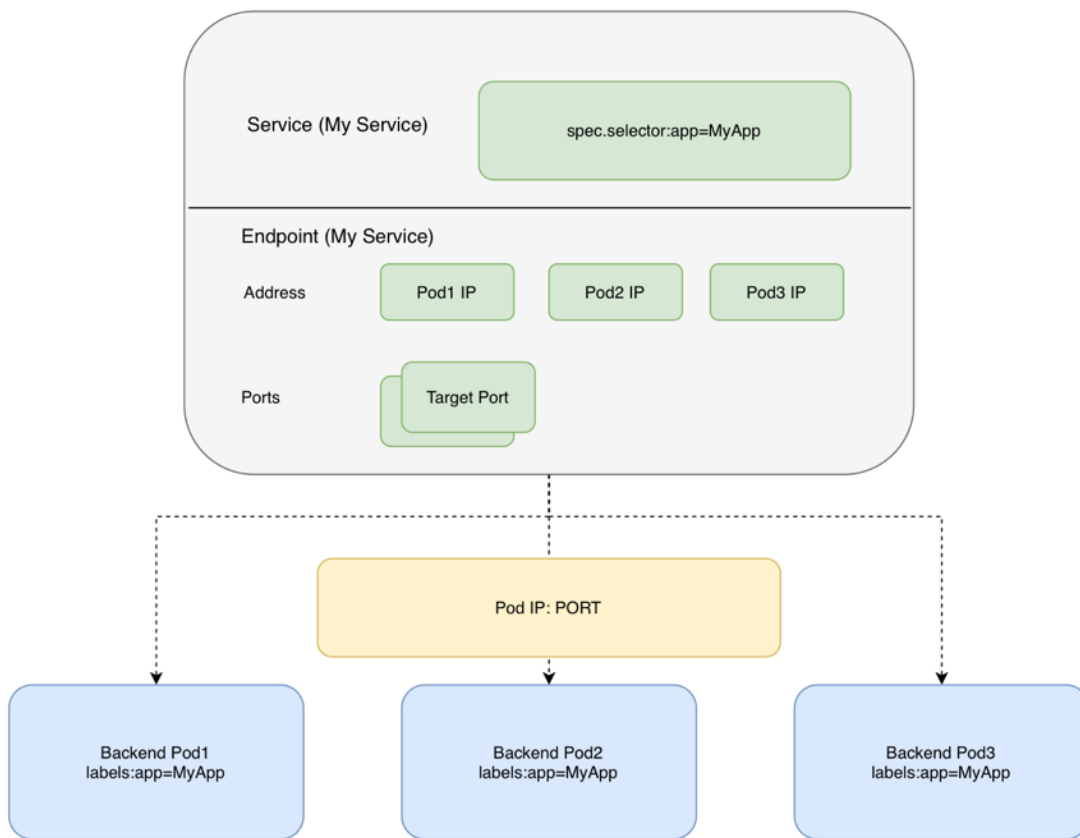 Service (My Service)
spec.selector:app=MyApp
Endpoint (My Service)
Address
Pod1 IP
Pod2 IP
Pod3 IP
Ports
Target Port
Pod IP: PORT
Backend Pod1
labels:app=MyApp
Backend Pod2
labels:app=MyApp
Backend Pod3
labels:app=MyApp